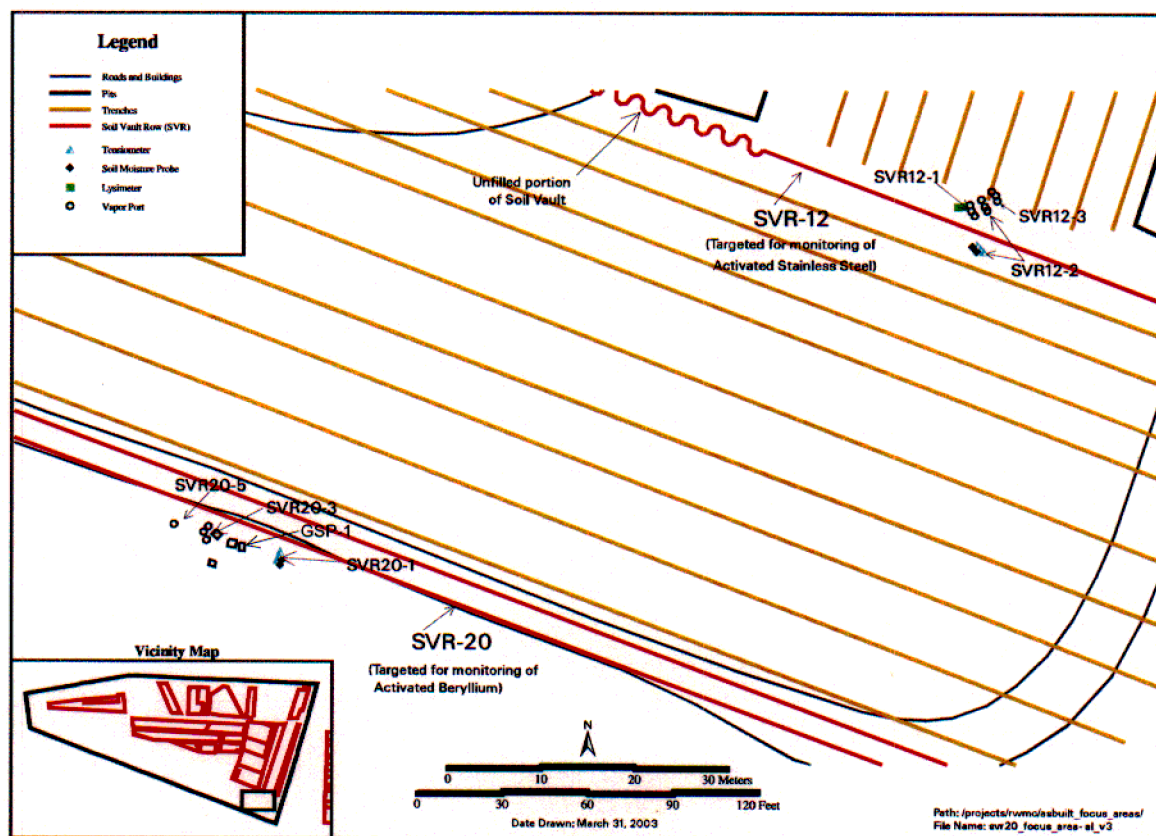 Legend
Roads and Buildings
Pits
Trenches
Soil Vault Row (SVR)
Tensiometer
Soil Moisture Probe
Lysimeter
Vapor Port
Unfilled portion
of Soil Vault
SVR-12
(Targeted for monitoring of
Activated Stainless Steel)
SVR12-1
SVR12-3
SVR12-2
SVR20-5
SVR20-3
GSP-1
SVR20-1
SVR-20
(Targeted for monitoring of
Activated Beryllium)
Vicinity Map
N
0 10 20 30 Meters
0 30 60 90 120 Feet
Date Drawn: March 31, 2003
Path: /projects/rwmo/asbuilt_focus_areas/
File Name: svr20_focus_area-al_v3